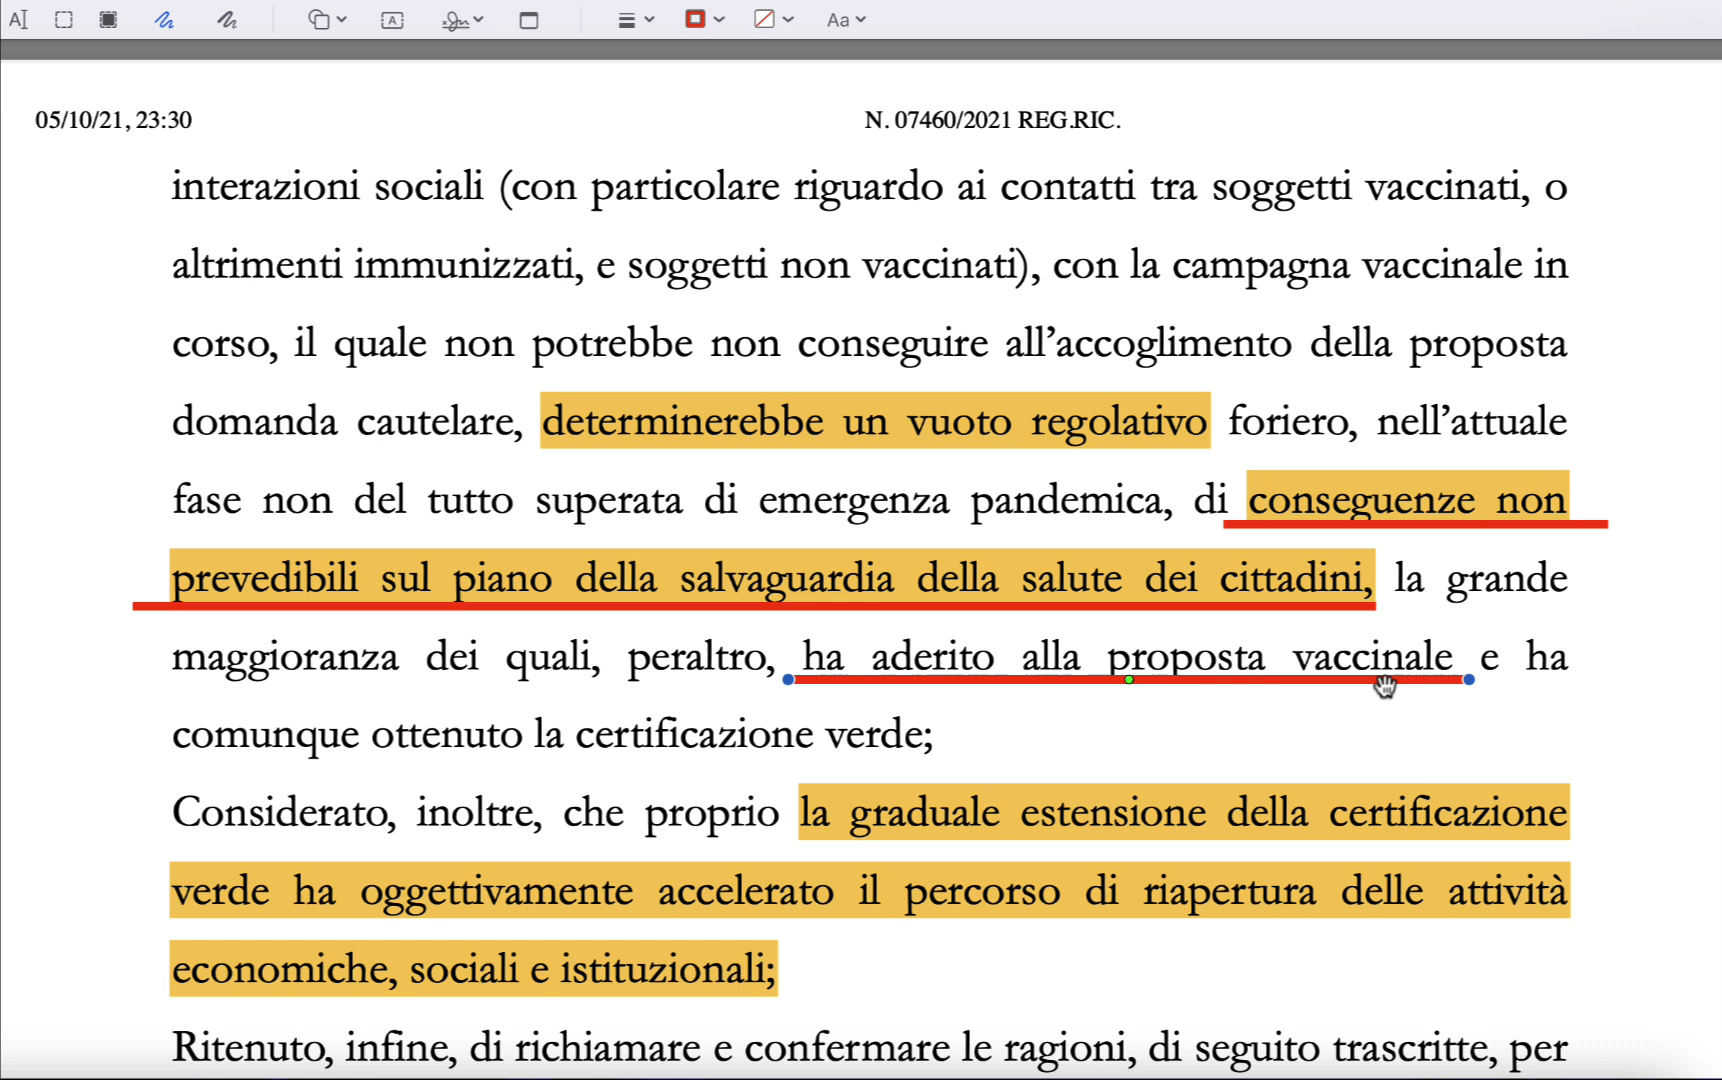 A
A
Aa
05/10/21, 23:30
N. 07460/2021 REG.RIC.
interazioni sociali (con particolare riguardo ai contatti tra soggetti vaccinati, o
altrimenti immunizzati, e soggetti non vaccinati), con la campagna vaccinale in
corso, il quale non potrebbe non conseguire all’accoglimento della proposta
domanda cautelare, determinerebbe un vuoto regolativo foriero, nell’attuale
fase non del tutto superata di emergenza pandemica, di conseguenze non
prevedibili sul piano della salvaguardia della salute dei cittadini, la grande
maggioranza dei quali, peraltro, ha aderito alla proposta vaccinale e ha
comunque ottenuto la certificazione verde;
Considerato, inoltre, che proprio la graduale estensione della certificazione
verde ha oggettivamente accelerato il percorso di riapertura delle attività
economiche, sociali e istituzionali;
Ritenuto, infine, di richiamare e confermare le ragioni, di seguito trascritte, per